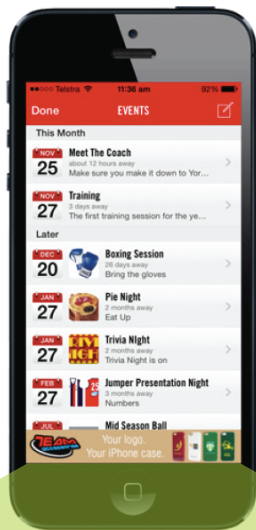 Telstra 11:36 am 92%
Done EVENTS
This Month
NOV
25
Meet The Coach
about 12 hours away
Make sure you make it down to Yor...
NOV
27
Training
3 days away
The first training session for the ye...
Later
DEC
20
Boxing Session
26 days away
Bring the gloves
JAN
27
Pie Night
2 months away
Eat Up
JAN
27
TRIVIA
NIGHT
Trivia NIght
2 months away
Trivia Night is on
FEB
27
Jumper Presentation Night
3 months away
Numbers
JUL
Mid Season Ball
TEAM
Your logo.
Your iPhone case.